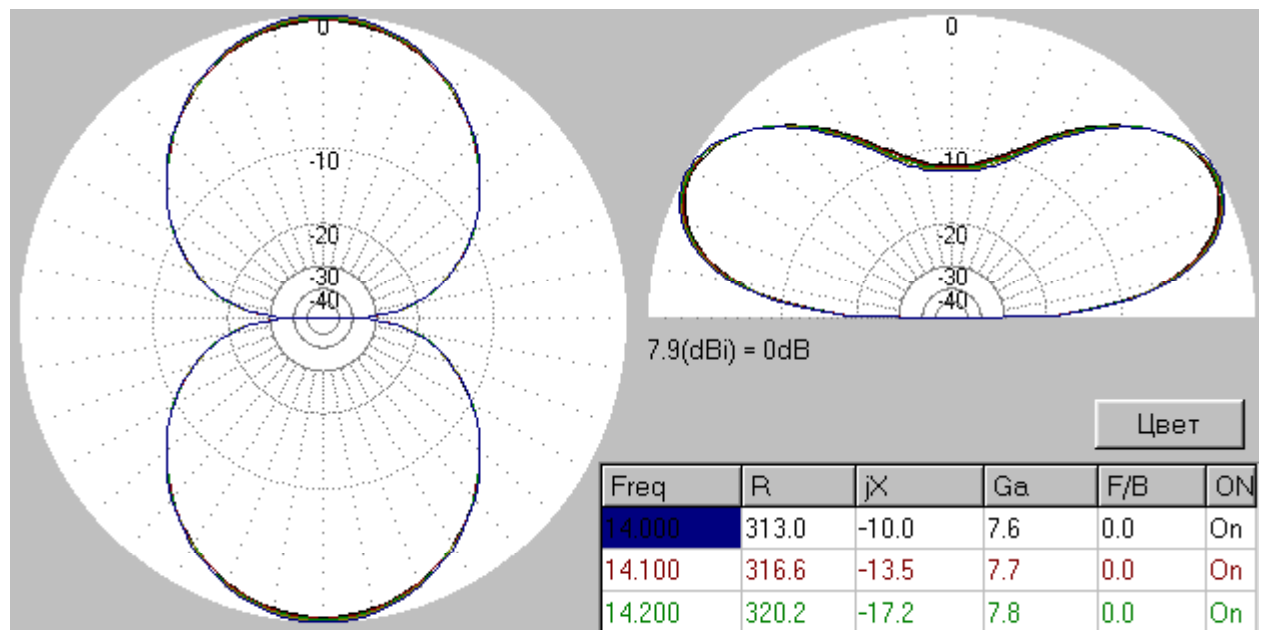 0
-10
-20
-30
-40
0
-10
-20
-30
-40
7.9(dBi) = 0dB
Цвет
Freq R jX Ga F/B ON
14.000 313.0 -10.0 7.6 0.0 On
14.100 316.6 -13.5 7.7 0.0 On
14.200 320.2 -17.2 7.8 0.0 On